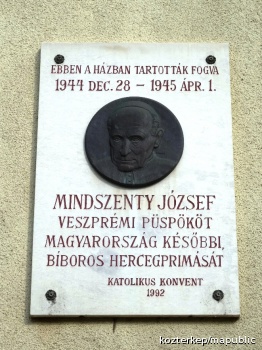 EBBEN A HÁZBAN TARTOTTÁK FOGVA
1944 DEC. 28 - 1945 ÁPR. 1.
MINDSZENTY JÓZSEF
VESZPRÉMI PÜSPÖKÖT
MAGYARORSZÁG KÉSŐBBI,
BÍBOROS HERCEGPRIMÁSÁT
KATOLIKUS KONVENT
1992
kozterkep/mapublic